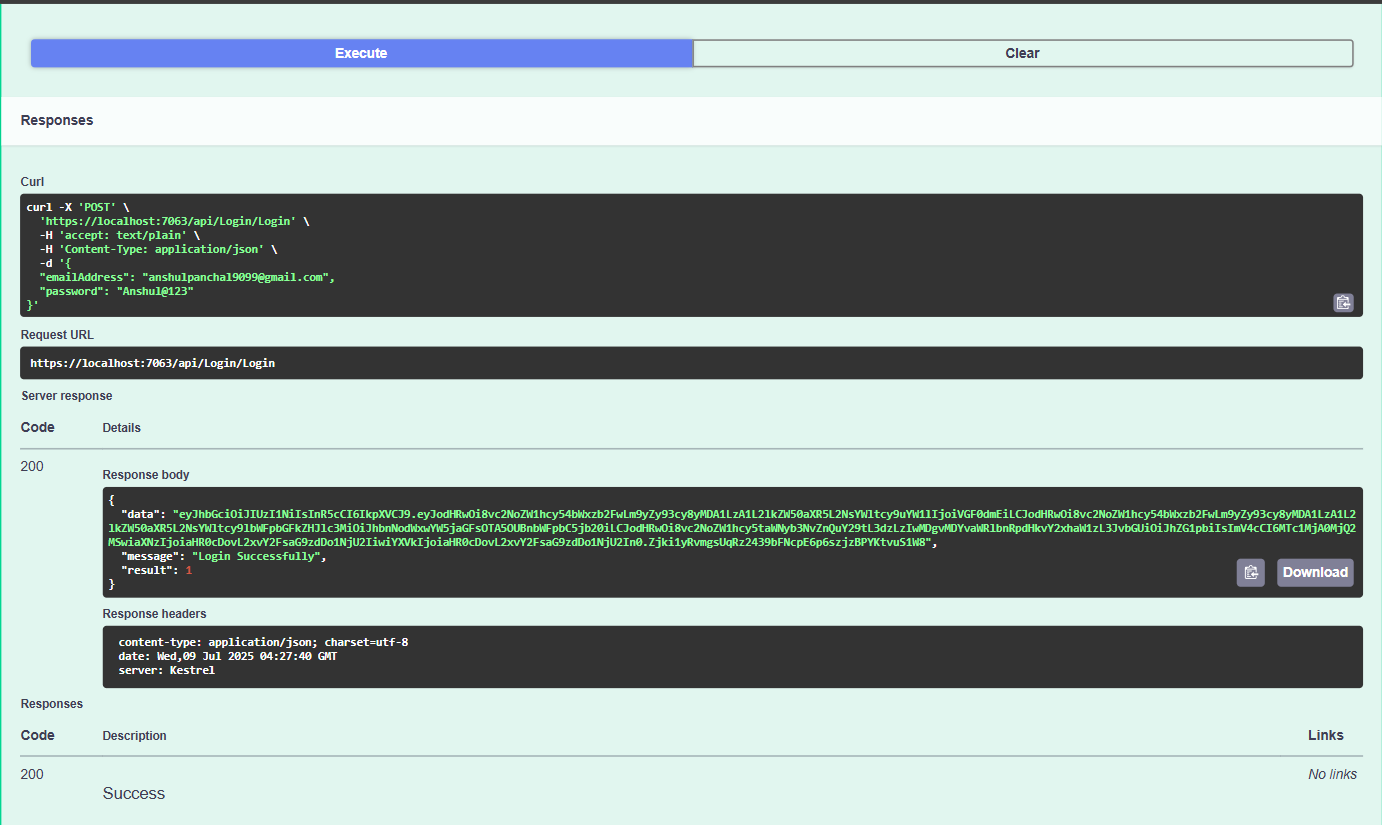 Execute
Clear
Responses
Curl
curl -X 'POST' \
'https://localhost:7063/api/Login/Login' \
-H 'accept: text/plain' \
-H 'Content-Type: application/json' \
-d '{
"emailAddress": "anshulpanchal9099@gmail.com",
"password": "Anshul@123"
}'
Request URL
https://localhost:7063/api/Login/Login
Server response
Code Details
200
Response body
{
"data":
"message": "Login Successfully",
"result": 1
}
Download
Response headers
content-type: application/json; charset=utf-8
date: Wed,09 Jul 2025 04:27:40 GMT
server: Kestrel
Responses
Code Description Links
200 No links
Success